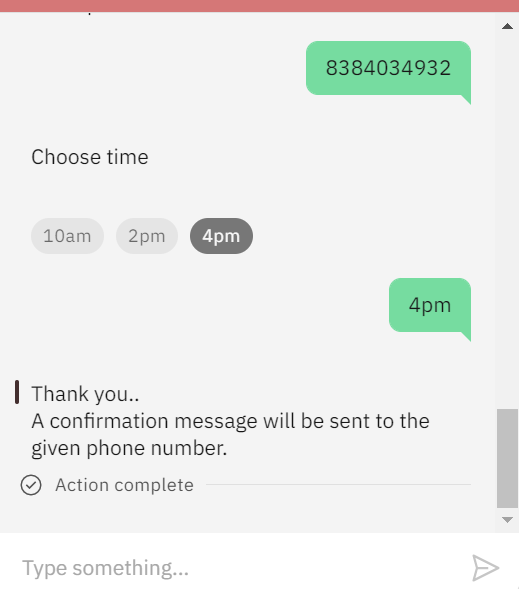 8384034932
Choose time
10am 2pm 4pm
4pm
Thank you..
A confirmation message will be sent to the
given phone number.
Action complete
Type something...